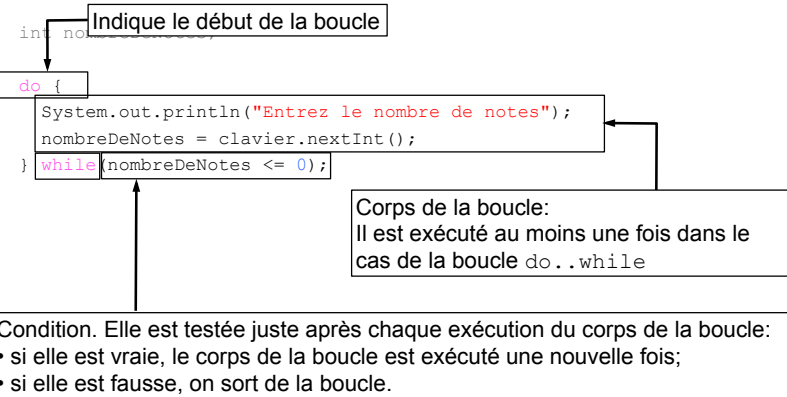 Indique le début de la boucle
int nombreDeNotes;
do {
System.out.println("Entrez le nombre de notes");
nombreDeNotes = clavier.nextInt();
} while(nombreDeNotes <= 0);
Corps de la boucle:
Il est exécuté au moins une fois dans le
cas de la boucle do..while
Condition. Elle est testée juste après chaque exécution du corps de la boucle:
• si elle est vraie, le corps de la boucle est exécuté une nouvelle fois;
• si elle est fausse, on sort de la boucle.